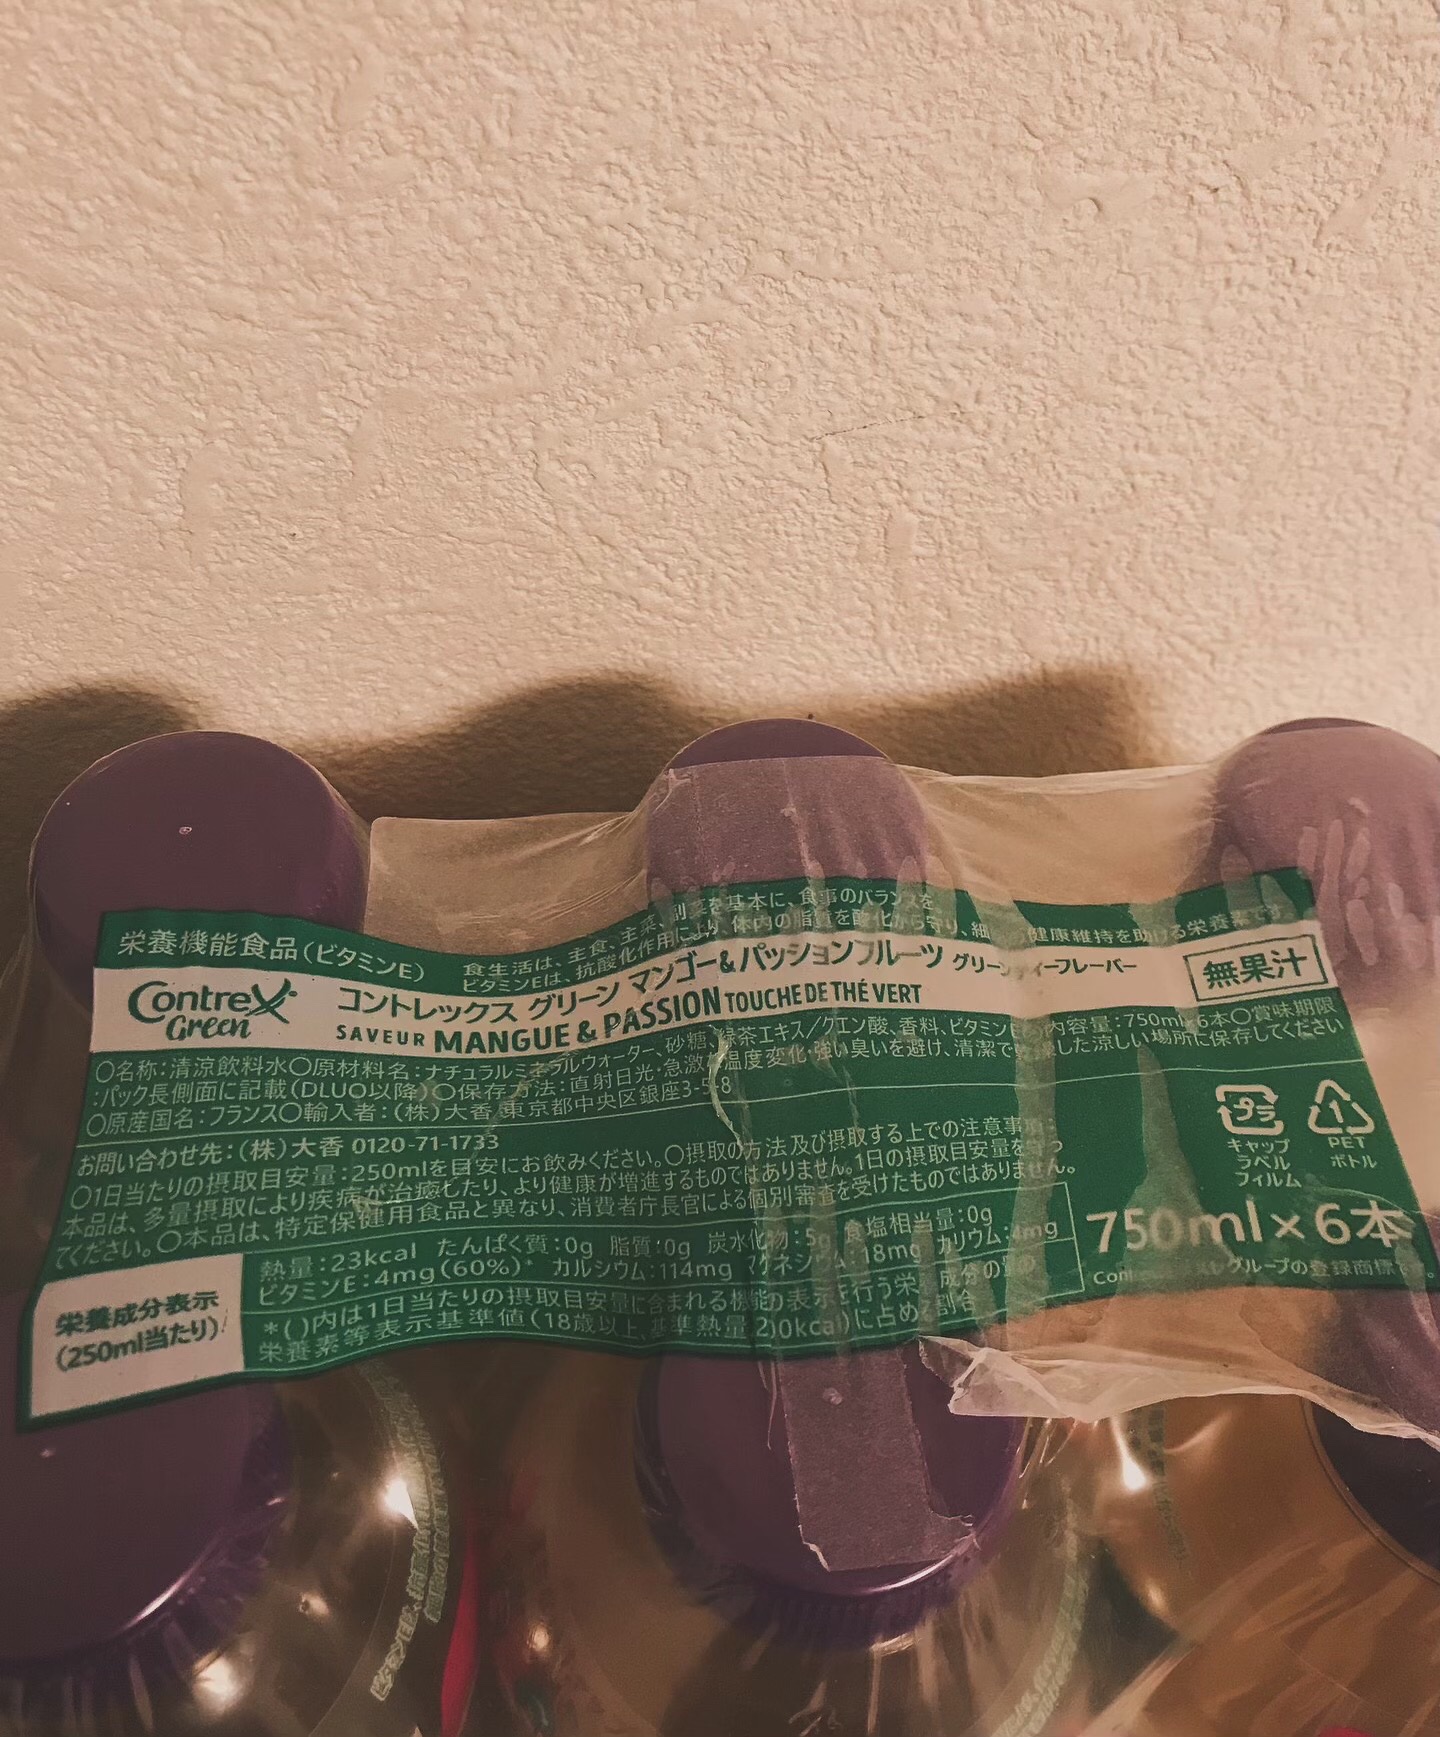 栄養機能食品(ビタミンE)
食生活は、主食、主菜、副菜を基本に、食事のバランスを
ビタミンEは、抗酸化作用により、体内の脂質を酸化から守り、細 の健康維持を助ける栄養素です
Contrex Green
コントレックス グリーン マンゴー&パッションフルーツ グリーンティーフレーバー
SAVEUR MANGUE & PASSION TOUCHE DE THÉ VERT
無果汁
〇名称:清涼飲料水〇原材料名:ナチュラルミネラルウォーター、砂糖、緑茶エキス/クエン酸、香料、ビタミンE〇内容量:750ml×6本〇賞味期限
:パック長側面に記載(DLUO以降)〇保存方法:直射日光・急激な温度変化・強い臭いを避け、清潔で乾燥した涼しい場所に保存してください
〇原産国名:フランス〇輸入者:(株)大香 東京都中央区銀座3-5-8
お問い合わせ先:(株)大香 0120-71-1733
〇1日当たりの摂取目安量:250mlを目安にお飲みください。〇摂取の方法及び摂取する上での注意事項:
本品は、多量摂取により疾病が治癒したり、より健康が増進するものではありません。1日の摂取目安量を守っ
てください。〇本品は、特定保健用食品と異なり、消費者庁長官による個別審査を受けたものではありません。
プラ
キャップ
ラベル
フィルム
1
PET
ボトル
栄養成分表示
(250ml当たり)
熱量:23kcal たんぱく質:0g 脂質:0g 炭水化物:5g 食塩相当量:0g
ビタミンE:4mg(60%)* カルシウム:114mg マグネシウム:18mg カリウム:4mg
*( )内は1日当たりの摂取目安量に含まれる機能の表示を行う栄 成分の量の
栄養素等表示基準値(18歳以上、基準熱量2 00kcal)に占める割合
750ml×6本
グループの登録商標です。